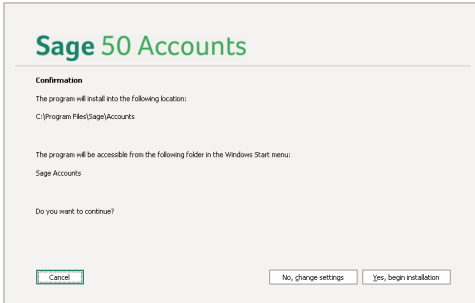 Sage 50 Accounts
Confirmation
The program will install into the following location:
C:\Program Files\Sage\Accounts
The program will be accessible from the following folder in the Windows Start menu:
Sage Accounts
Do you want to continue?
Cancel
No, change settings
Yes, begin installation